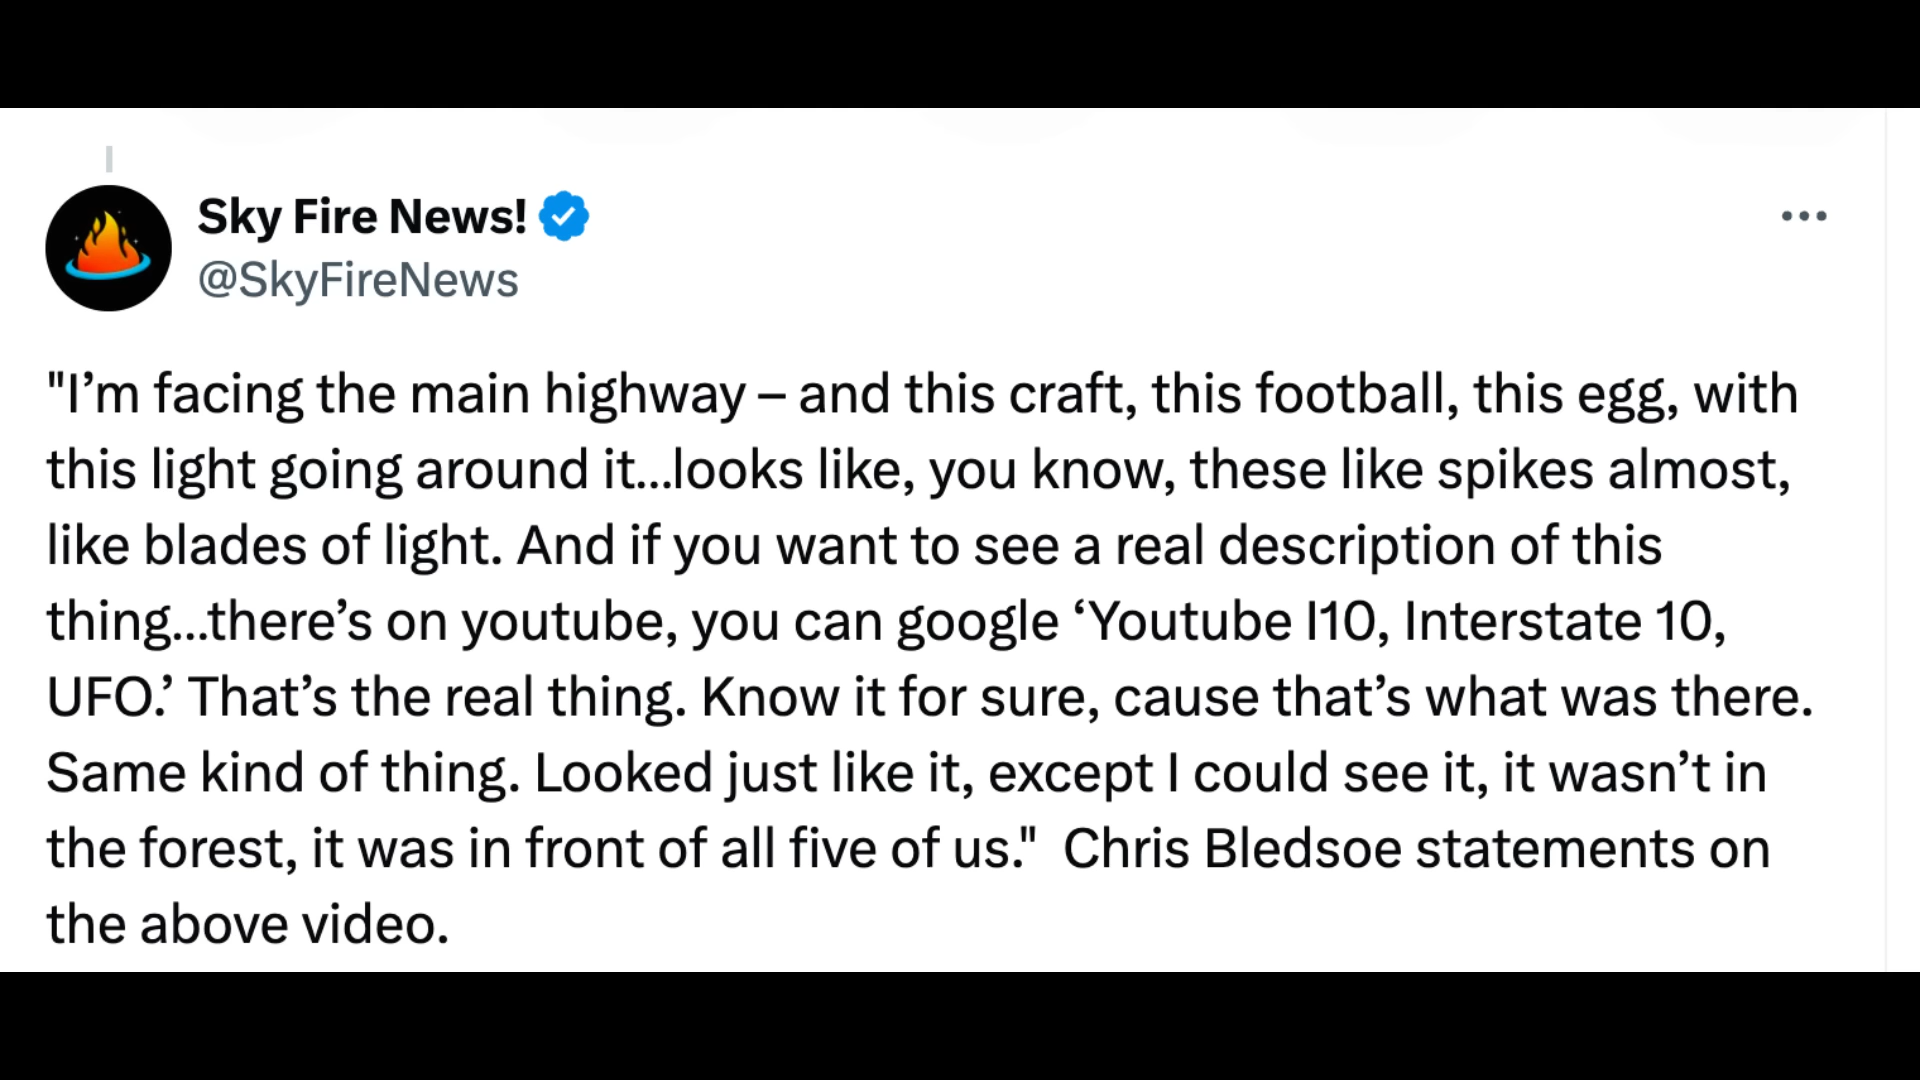 Sky Fire News!
@SkyFireNews
"I’m facing the main highway – and this craft, this football, this egg, with
this light going around it...looks like, you know, these like spikes almost,
like blades of light. And if you want to see a real description of this
thing...there’s on youtube, you can google ‘Youtube I10, Interstate 10,
UFO.’ That’s the real thing. Know it for sure, cause that’s what was there.
Same kind of thing. Looked just like it, except I could see it, it wasn’t in
the forest, it was in front of all five of us."  Chris Bledsoe statements on
the above video.